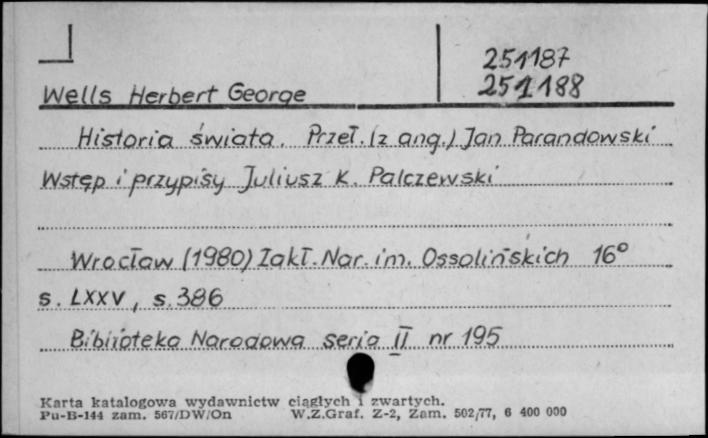 251187
251188
Wells Herbert George
Historia świata. Przeł. (z ang.) Jan Parandowski
Wstęp i przypisy Juliusz K. Palczewski
Wrocław (1980) Zakł. Nar. im. Ossolińskich 16°
s. LXXV, s. 386
Biblioteka Narodowa seria II nr 195
Karta katalogowa wydawnictw ciągłych i zwartych.
Pu-B-144 zam. 567/DW/On W.Z.Graf. Z-2, Zam. 502/77, 6 400 000